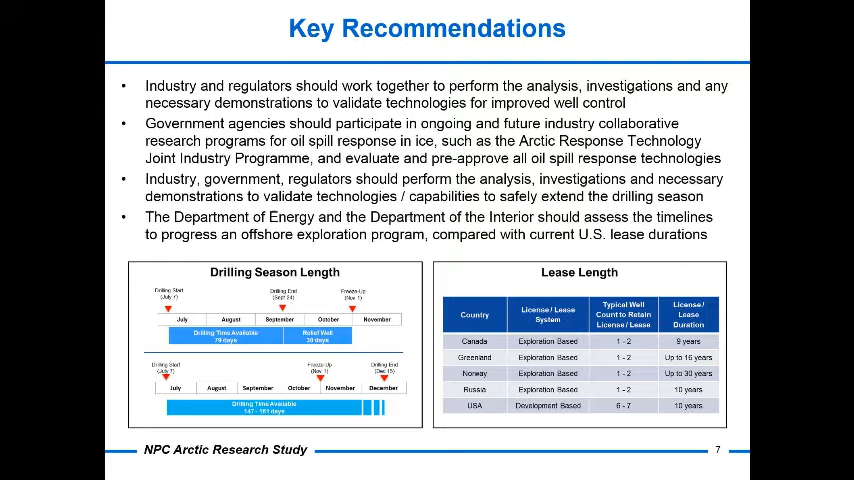 Key Recommendations
• Industry and regulators should work together to perform the analysis, investigations and any
necessary demonstrations to validate technologies for improved well control
• Government agencies should participate in ongoing and future industry collaborative
research programs for oil spill response in ice, such as the Arctic Response Technology
Joint Industry Programme, and evaluate and pre-approve all oil spill response technologies
• Industry, government, regulators should perform the analysis, investigations and necessary
demonstrations to validate technologies / capabilities to safely extend the drilling season
• The Department of Energy and the Department of the Interior should assess the timelines
to progress an offshore exploration program, compared with current U.S. lease durations
Drilling Season Length
Drilling Start
(July 7)
Drilling End
(Sept 24)
Freeze-Up
(Nov 1)
July August September October November
Drilling Time Available
79 days
Relief Well
38 days
Drilling Start
(July 7)
Freeze-Up
(Nov 1)
Drilling End
(Dec 15)
July August September October November December
Drilling Time Available
147 - 161 days
Lease Length
Country
License / Lease
System
Typical Well
Count to Retain
License / Lease
License /
Lease
Duration
Canada Exploration Based 1 - 2 9 years
Greenland Exploration Based 1 - 2 Up to 16 years
Norway Exploration Based 1 - 2 Up to 30 years
Russia Exploration Based 1 - 2 10 years
USA Development Based 6 - 7 10 years
NPC Arctic Research Study
7